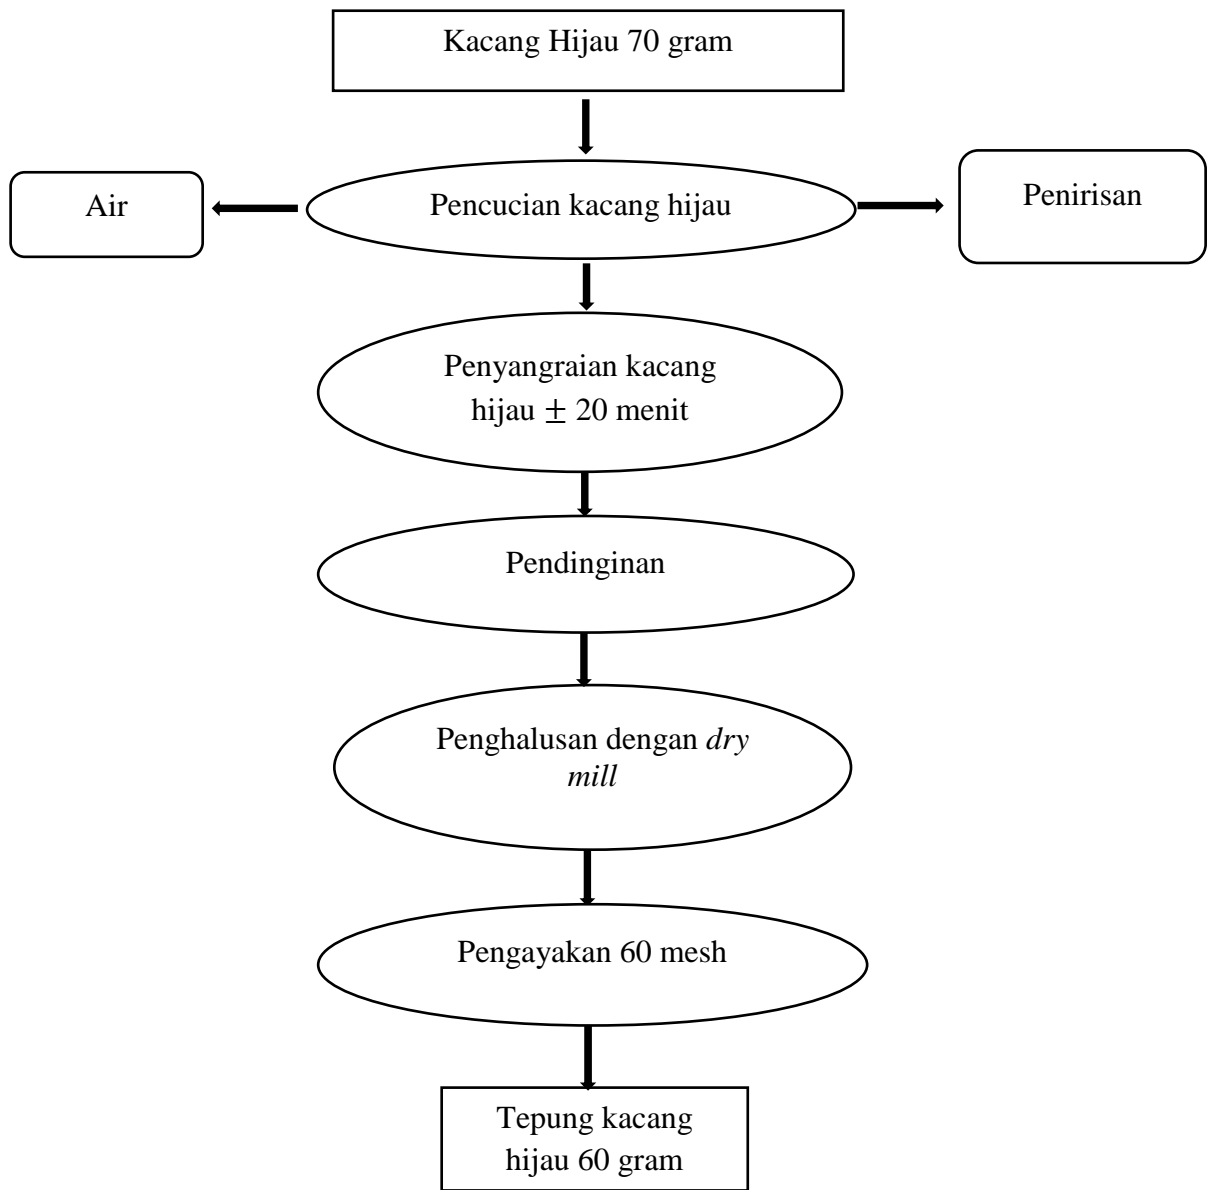 Kacang Hijau 70 gram
Air
Pencucian kacang hijau
Penirisan
Penyangraian kacang
hijau ± 20 menit
Pendinginan
Penghalusan dengan dry
mill
Pengayakan 60 mesh
Tepung kacang
hijau 60 gram